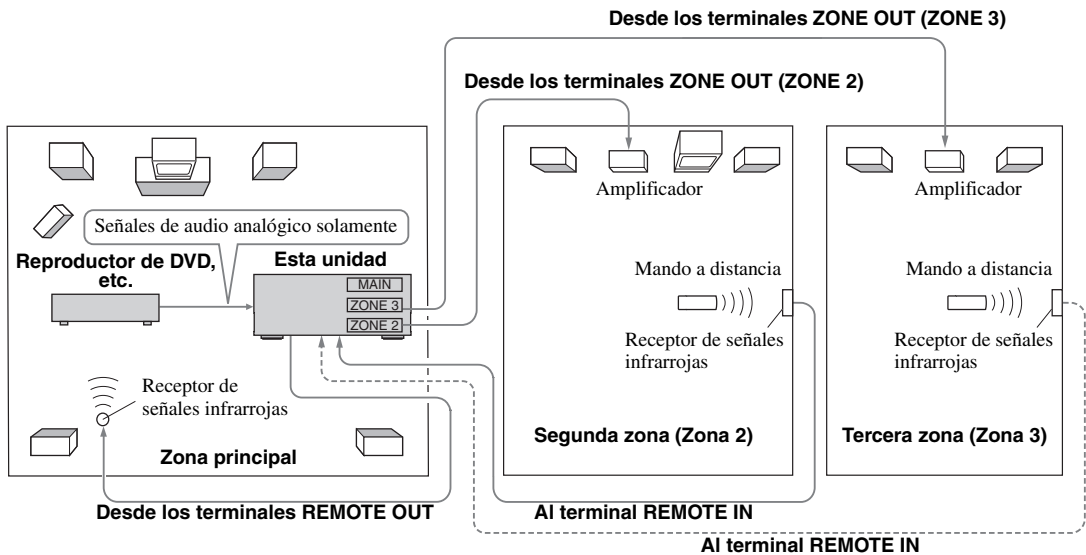 Desde los terminales ZONE OUT (ZONE 3)
Desde los terminales ZONE OUT (ZONE 2)
Amplificador
Amplificador
Señales de audio analógico solamente
Reproductor de DVD,
etc.
Esta unidad
MAIN
ZONE 3
ZONE 2
Mando a distancia
Mando a distancia
Receptor de señales
infrarrojas
Receptor de señales
infrarrojas
Receptor de
señales infrarrojas
Zona principal
Segunda zona (Zona 2)
Tercera zona (Zona 3)
Desde los terminales REMOTE OUT
Al terminal REMOTE IN
Al terminal REMOTE IN